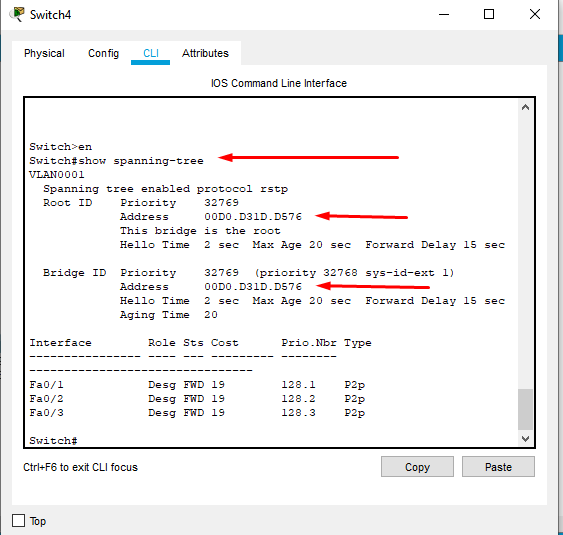 Switch4
Physical Config CLI Attributes
IOS Command Line Interface
Switch>en
Switch#show spanning-tree
VLAN0001
  Spanning tree enabled protocol rstp
  Root ID    Priority    32769
             Address     00D0.D31D.D576
             This bridge is the root
             Hello Time  2 sec  Max Age 20 sec  Forward Delay 15 sec
  Bridge ID  Priority    32769  (priority 32768 sys-id-ext 1)
             Address     00D0.D31D.D576
             Hello Time  2 sec  Max Age 20 sec  Forward Delay 15 sec
             Aging Time  20
Interface        Role Sts Cost      Prio.Nbr Type
---------------- ---- --- --------- -------- 
--------------------------------
Fa0/1            Desg FWD 19        128.1    P2p
Fa0/2            Desg FWD 19        128.2    P2p
Fa0/3            Desg FWD 19        128.3    P2p
Switch#
Ctrl+F6 to exit CLI focus Copy Paste
Top